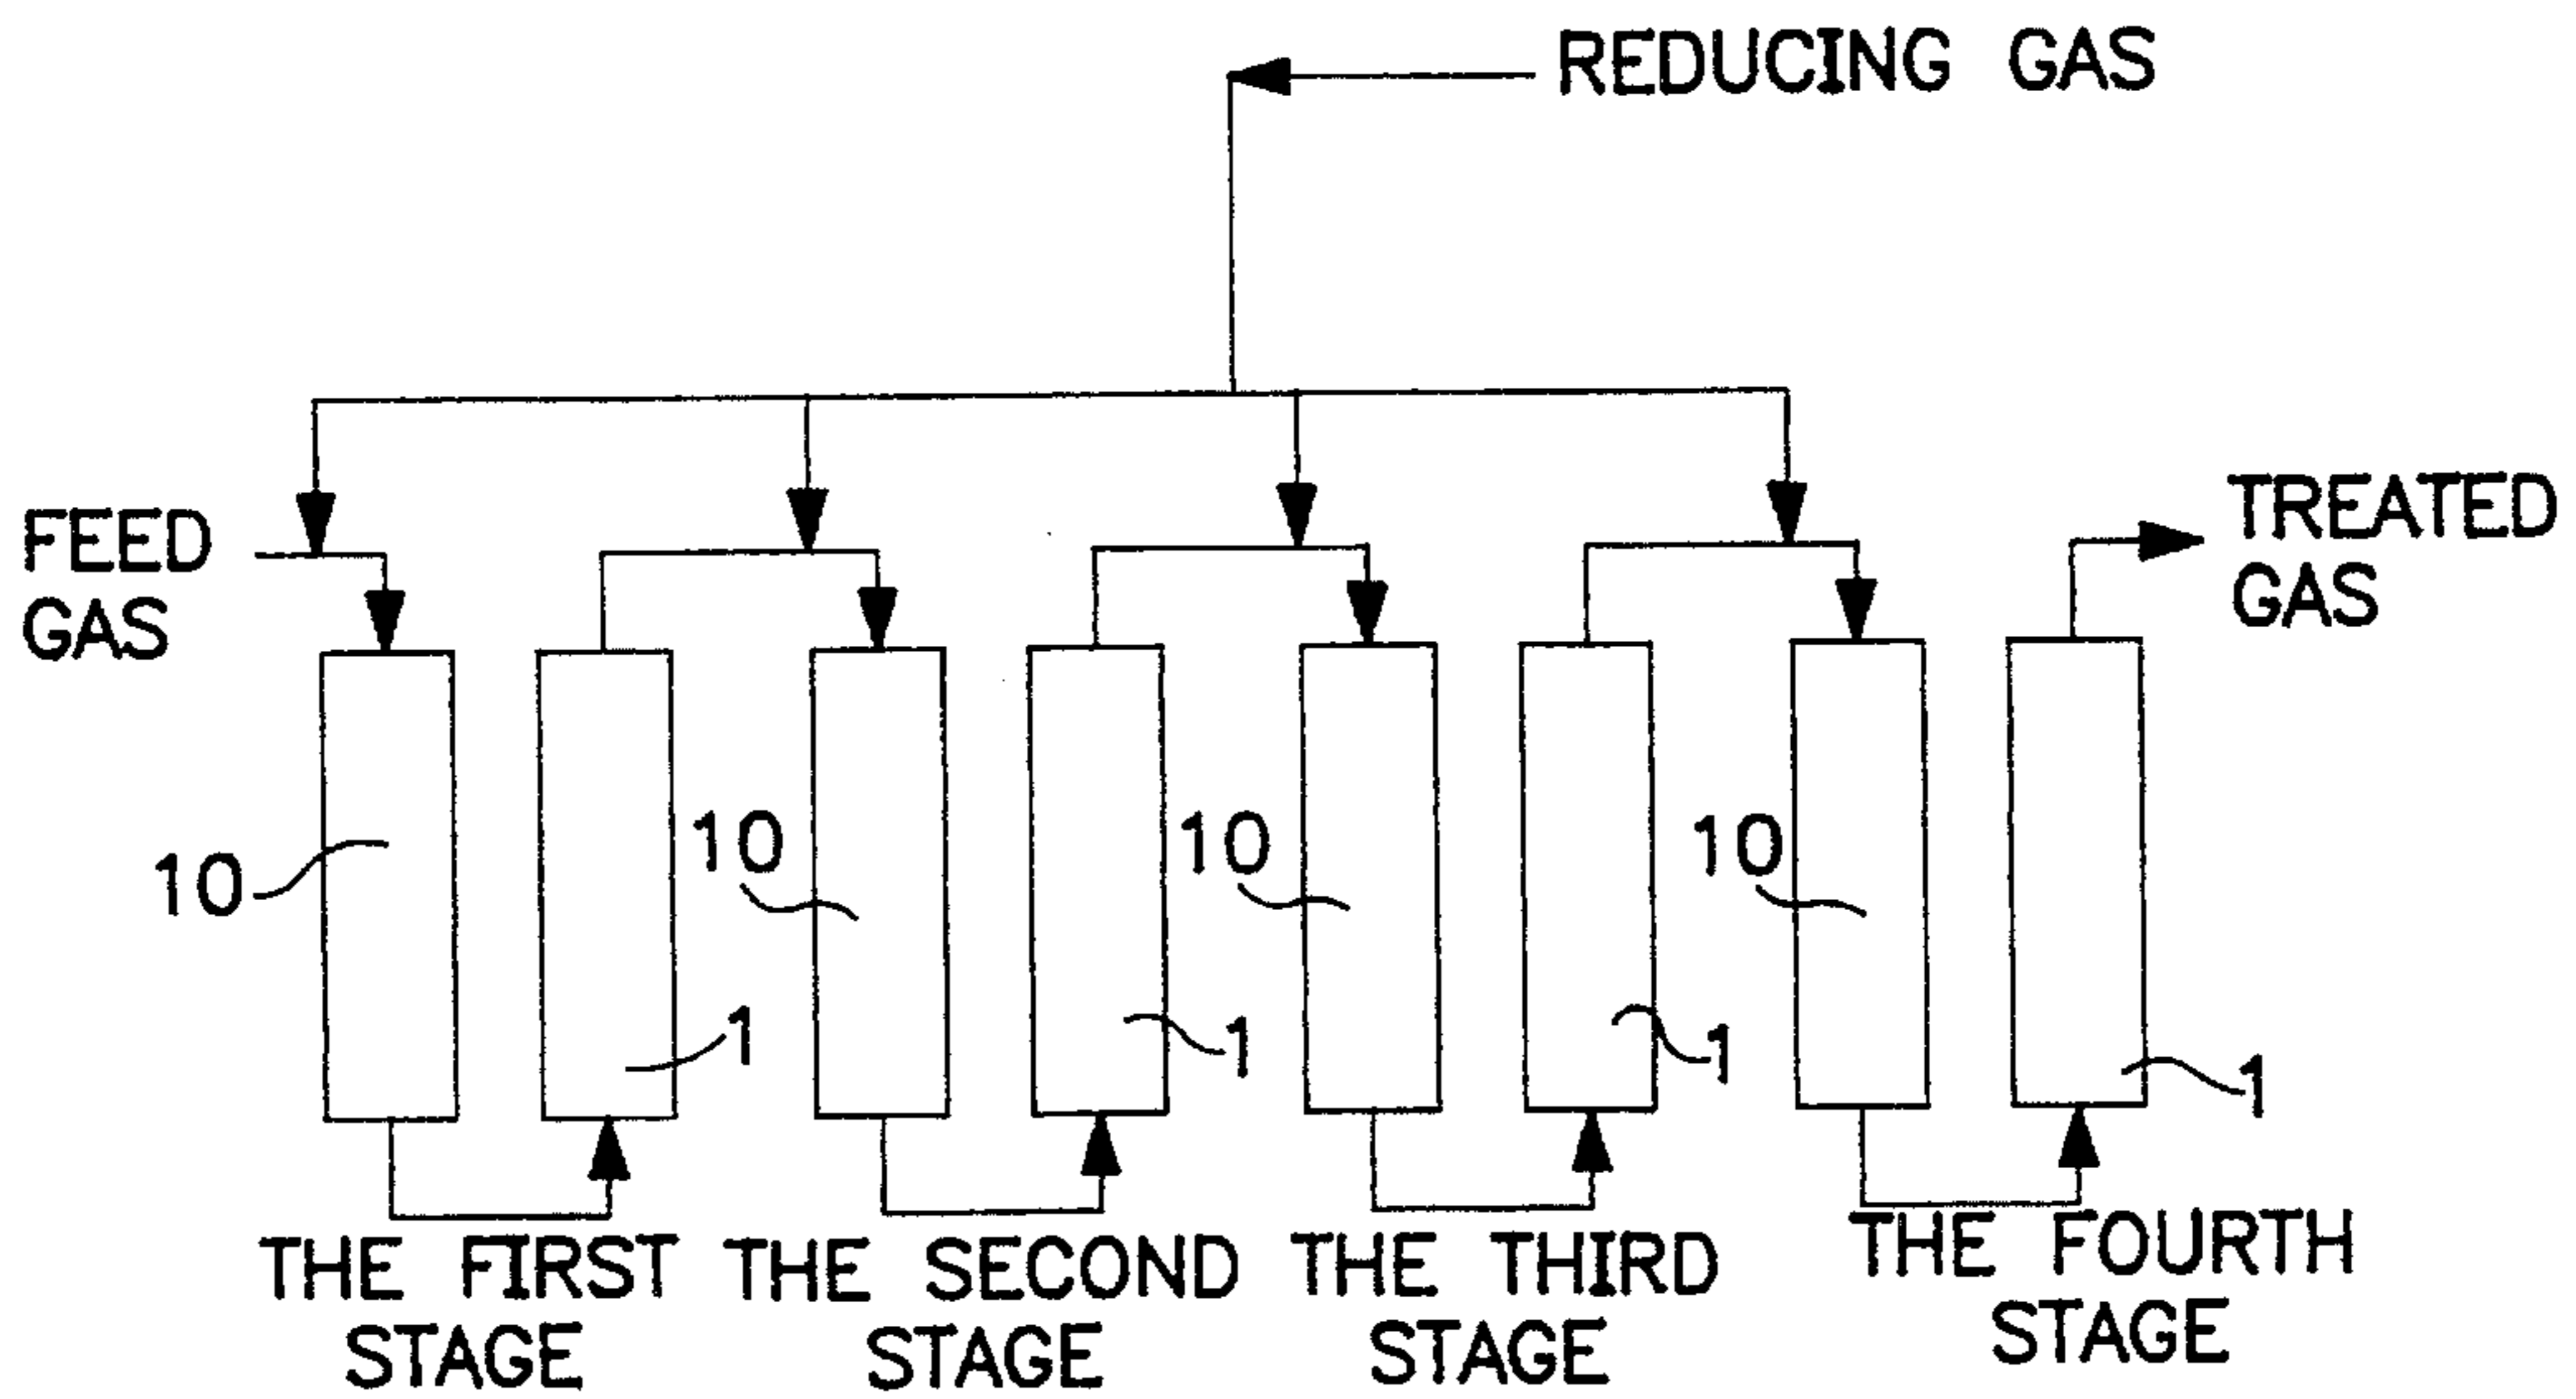 REDUCING GAS
FEED
GAS
TREATED
GAS
10
10
10
10
1
1
1
1
THE FIRST
STAGE
THE SECOND
STAGE
THE THIRD
STAGE
THE FOURTH
STAGE